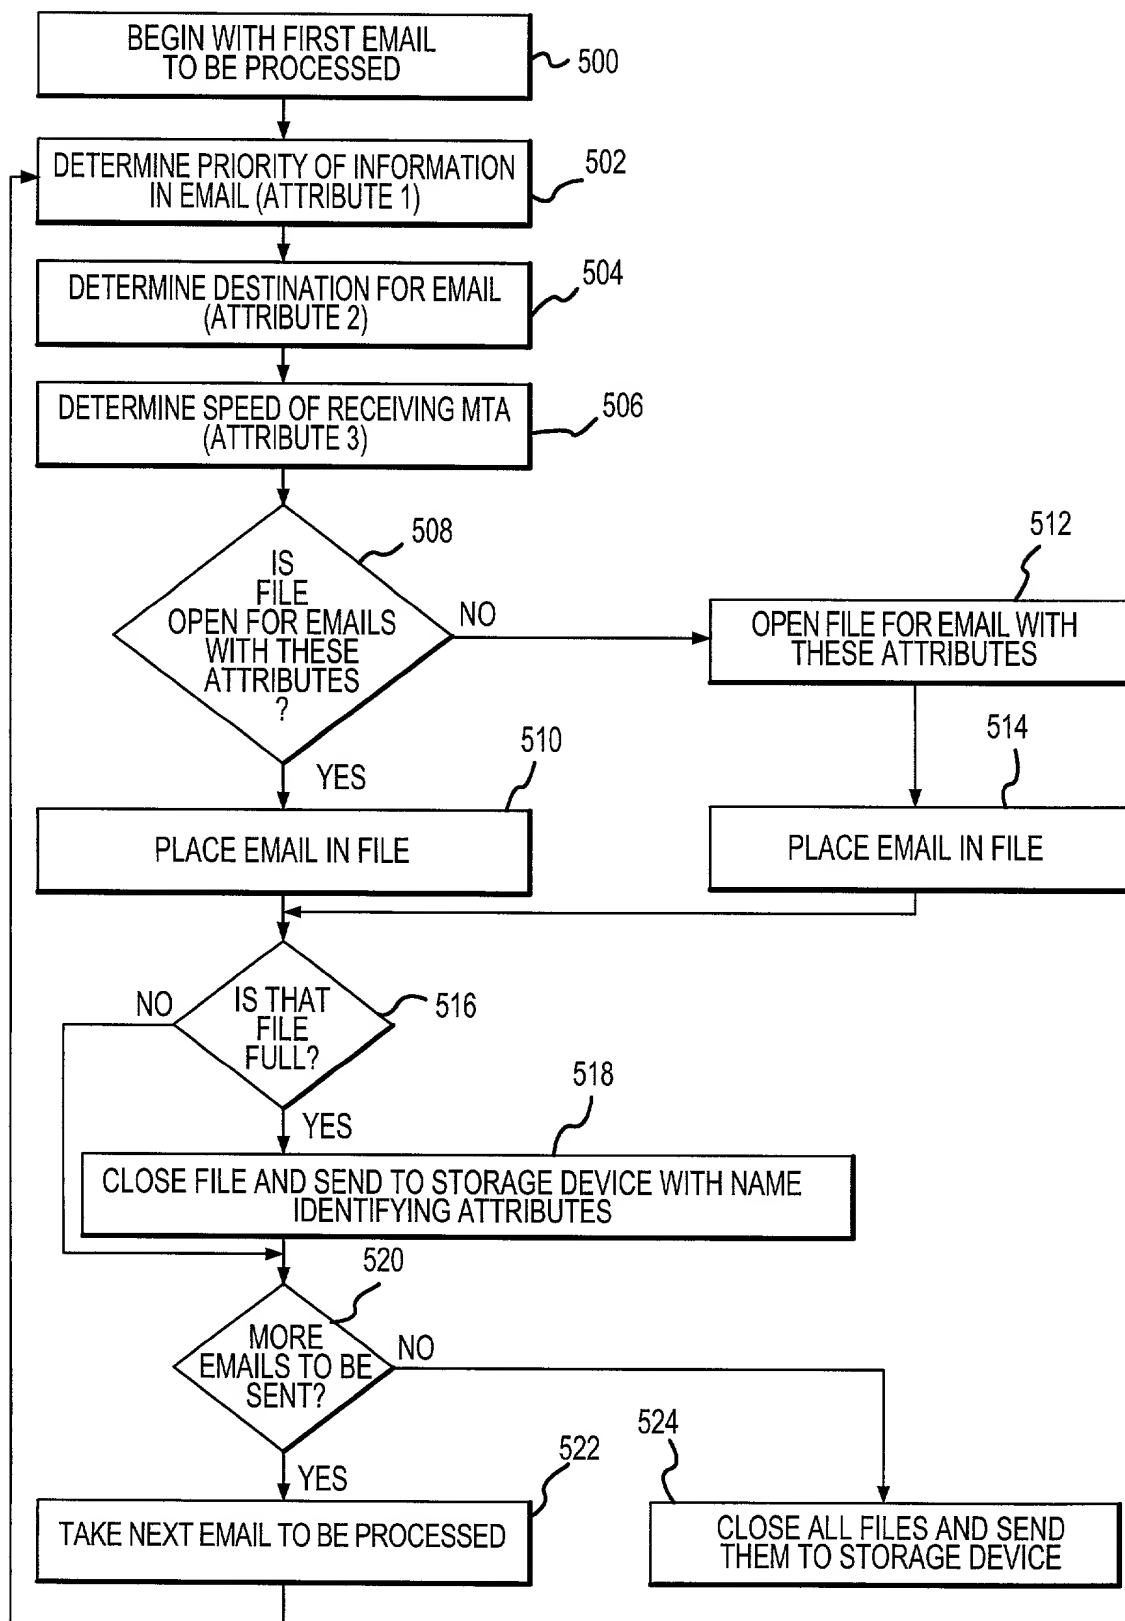 BEGIN WITH FIRST EMAIL
TO BE PROCESSED
500
DETERMINE PRIORITY OF INFORMATION
IN EMAIL (ATTRIBUTE 1)
502
DETERMINE DESTINATION FOR EMAIL
(ATTRIBUTE 2)
504
DETERMINE SPEED OF RECEIVING MTA
(ATTRIBUTE 3)
506
IS
FILE
OPEN FOR EMAILS
WITH THESE
ATTRIBUTES
?
508
NO
512
OPEN FILE FOR EMAIL WITH
THESE ATTRIBUTES
YES
510
PLACE EMAIL IN FILE
514
PLACE EMAIL IN FILE
NO
IS THAT
FILE
FULL?
516
YES
518
CLOSE FILE AND SEND TO STORAGE DEVICE WITH NAME
IDENTIFYING ATTRIBUTES
520
MORE
EMAILS TO BE
SENT?
NO
YES
522
TAKE NEXT EMAIL TO BE PROCESSED
524
CLOSE ALL FILES AND SEND
THEM TO STORAGE DEVICE